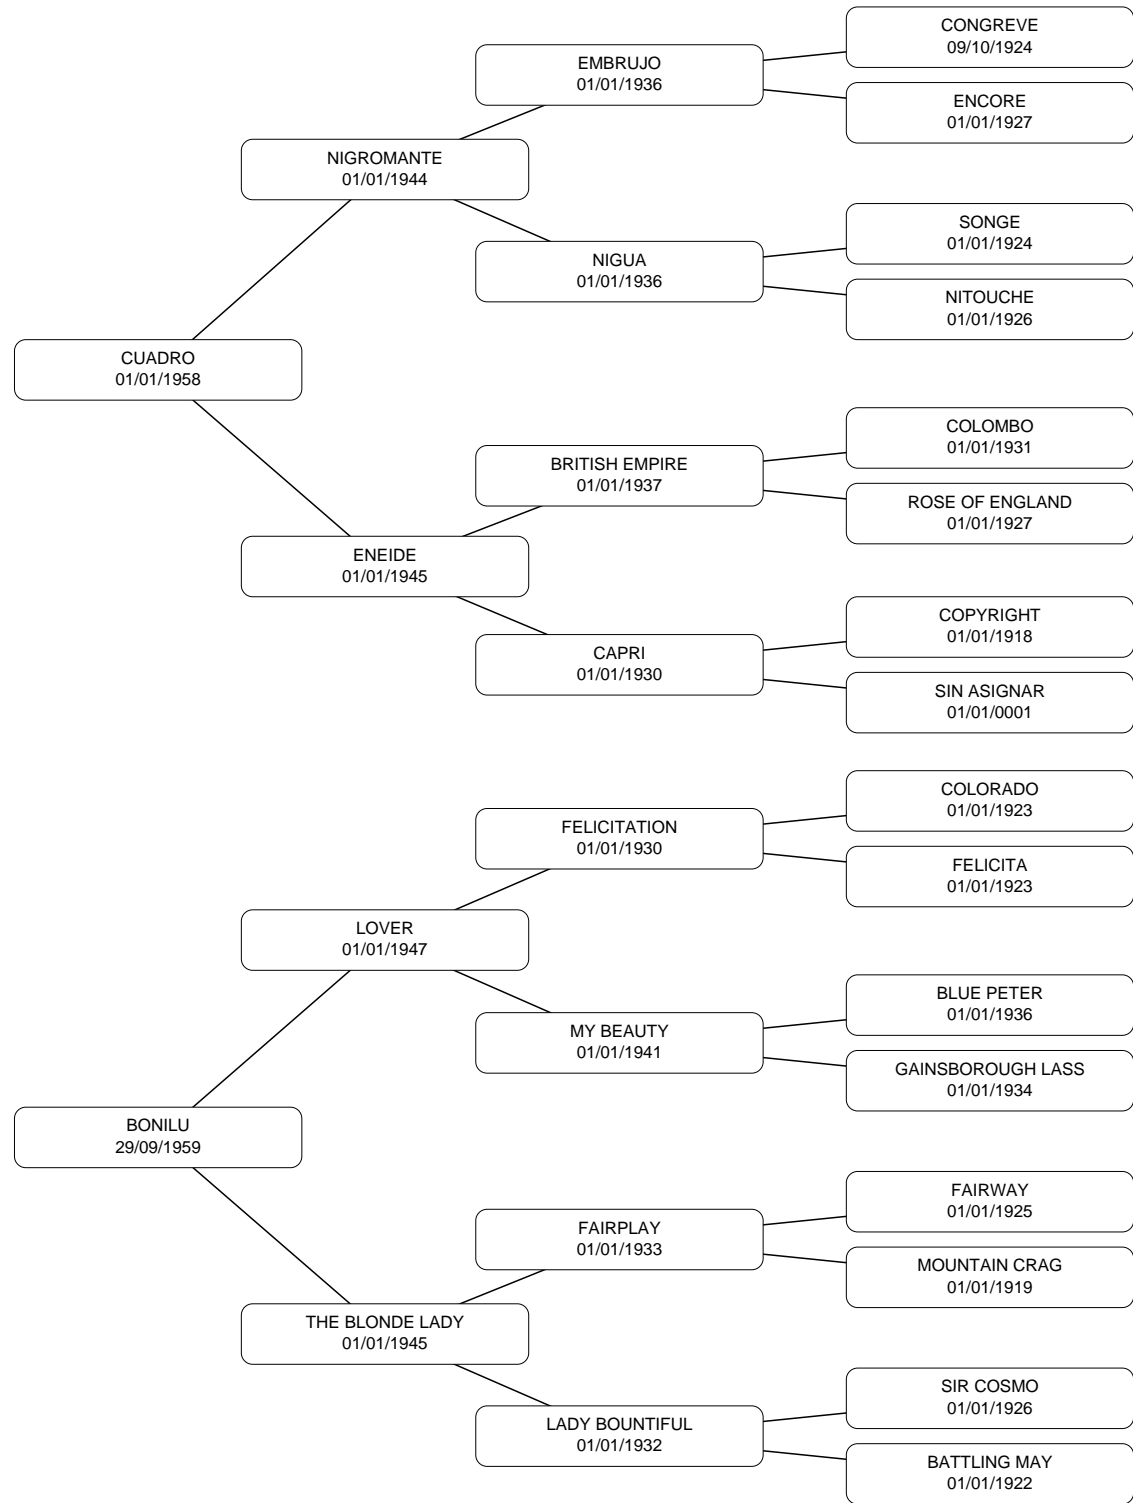 CONGREVE
09/10/1924
EMBRUJO
01/01/1936
ENCORE
01/01/1927
NIGROMANTE
01/01/1944
SONGE
01/01/1924
NIGUA
01/01/1936
NITOUCHE
01/01/1926
CUADRO
01/01/1958
COLOMBO
01/01/1931
BRITISH EMPIRE
01/01/1937
ROSE OF ENGLAND
01/01/1927
ENEIDE
01/01/1945
COPYRIGHT
01/01/1918
CAPRI
01/01/1930
SIN ASIGNAR
01/01/0001
COLORADO
01/01/1923
FELICITATION
01/01/1930
FELICITA
01/01/1923
LOVER
01/01/1947
BLUE PETER
01/01/1936
MY BEAUTY
01/01/1941
GAINSBOROUGH LASS
01/01/1934
BONILU
29/09/1959
FAIRWAY
01/01/1925
FAIRPLAY
01/01/1933
MOUNTAIN CRAG
01/01/1919
THE BLONDE LADY
01/01/1945
SIR COSMO
01/01/1926
LADY BOUNTIFUL
01/01/1932
BATTLING MAY
01/01/1922